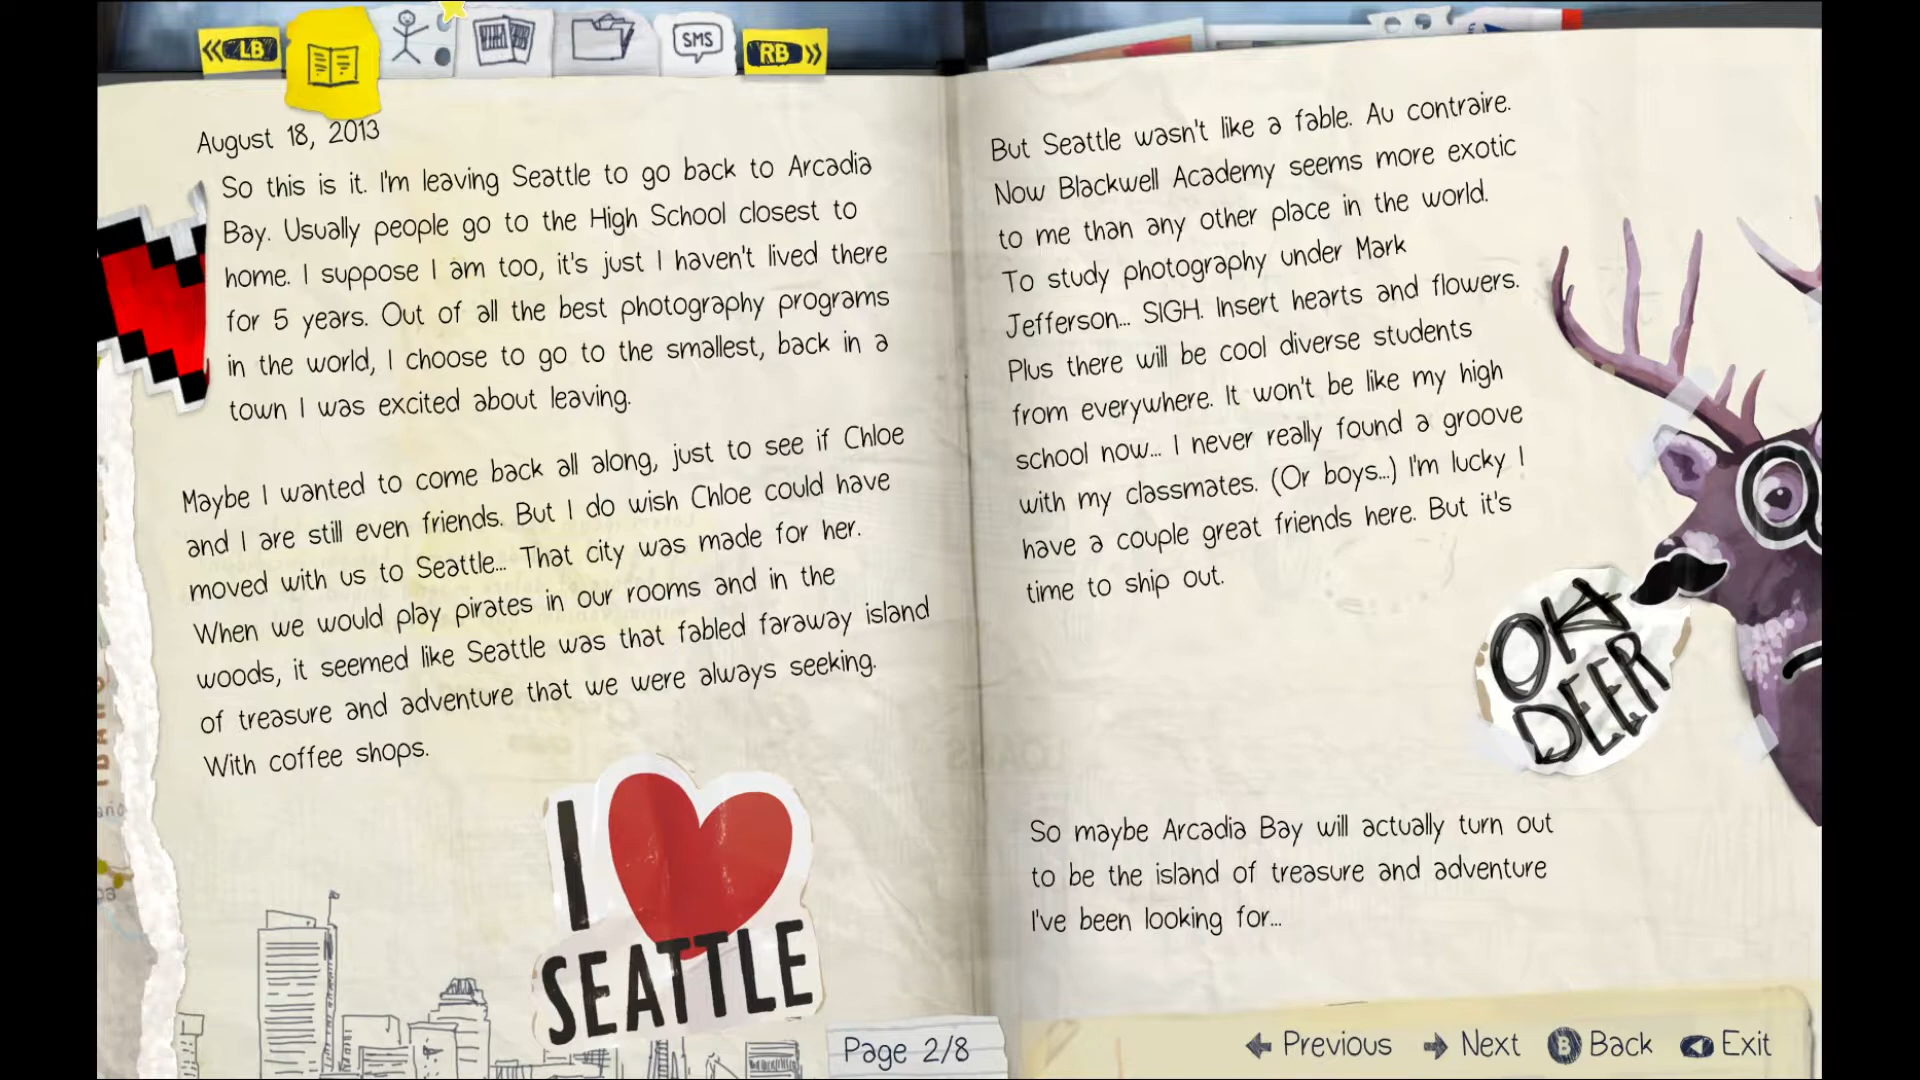 LB
SMS
RB
August 18, 2013
So this is it. I'm leaving Seattle to go back to Arcadia
Bay. Usually people go to the High School closest to
home. I suppose I am too, it's just I haven't lived there
for 5 years. Out of all the best photography programs
in the world, I choose to go to the smallest, back in a
town I was excited about leaving.
Maybe I wanted to come back all along, just to see if Chloe
and I are still even friends. But I do wish Chloe could have
moved with us to Seattle... That city was made for her.
When we would play pirates in our rooms and in the
woods, it seemed like Seattle was that fabled faraway island
of treasure and adventure that we were always seeking.
With coffee shops.
I
SEATTLE
Page 2/8
But Seattle wasn't like a fable. Au contraire.
Now Blackwell Academy seems more exotic
to me than any other place in the world.
To study photography under Mark
Jefferson... SIGH. Insert hearts and flowers.
Plus there will be cool diverse students
from everywhere. It won't be like my high
school now... I never really found a groove
with my classmates. (Or boys...) I'm lucky I
have a couple great friends here. But it's
time to ship out.
OH
DEER
So maybe Arcadia Bay will actually turn out
to be the island of treasure and adventure
I've been looking for...
Previous Next B Back Exit